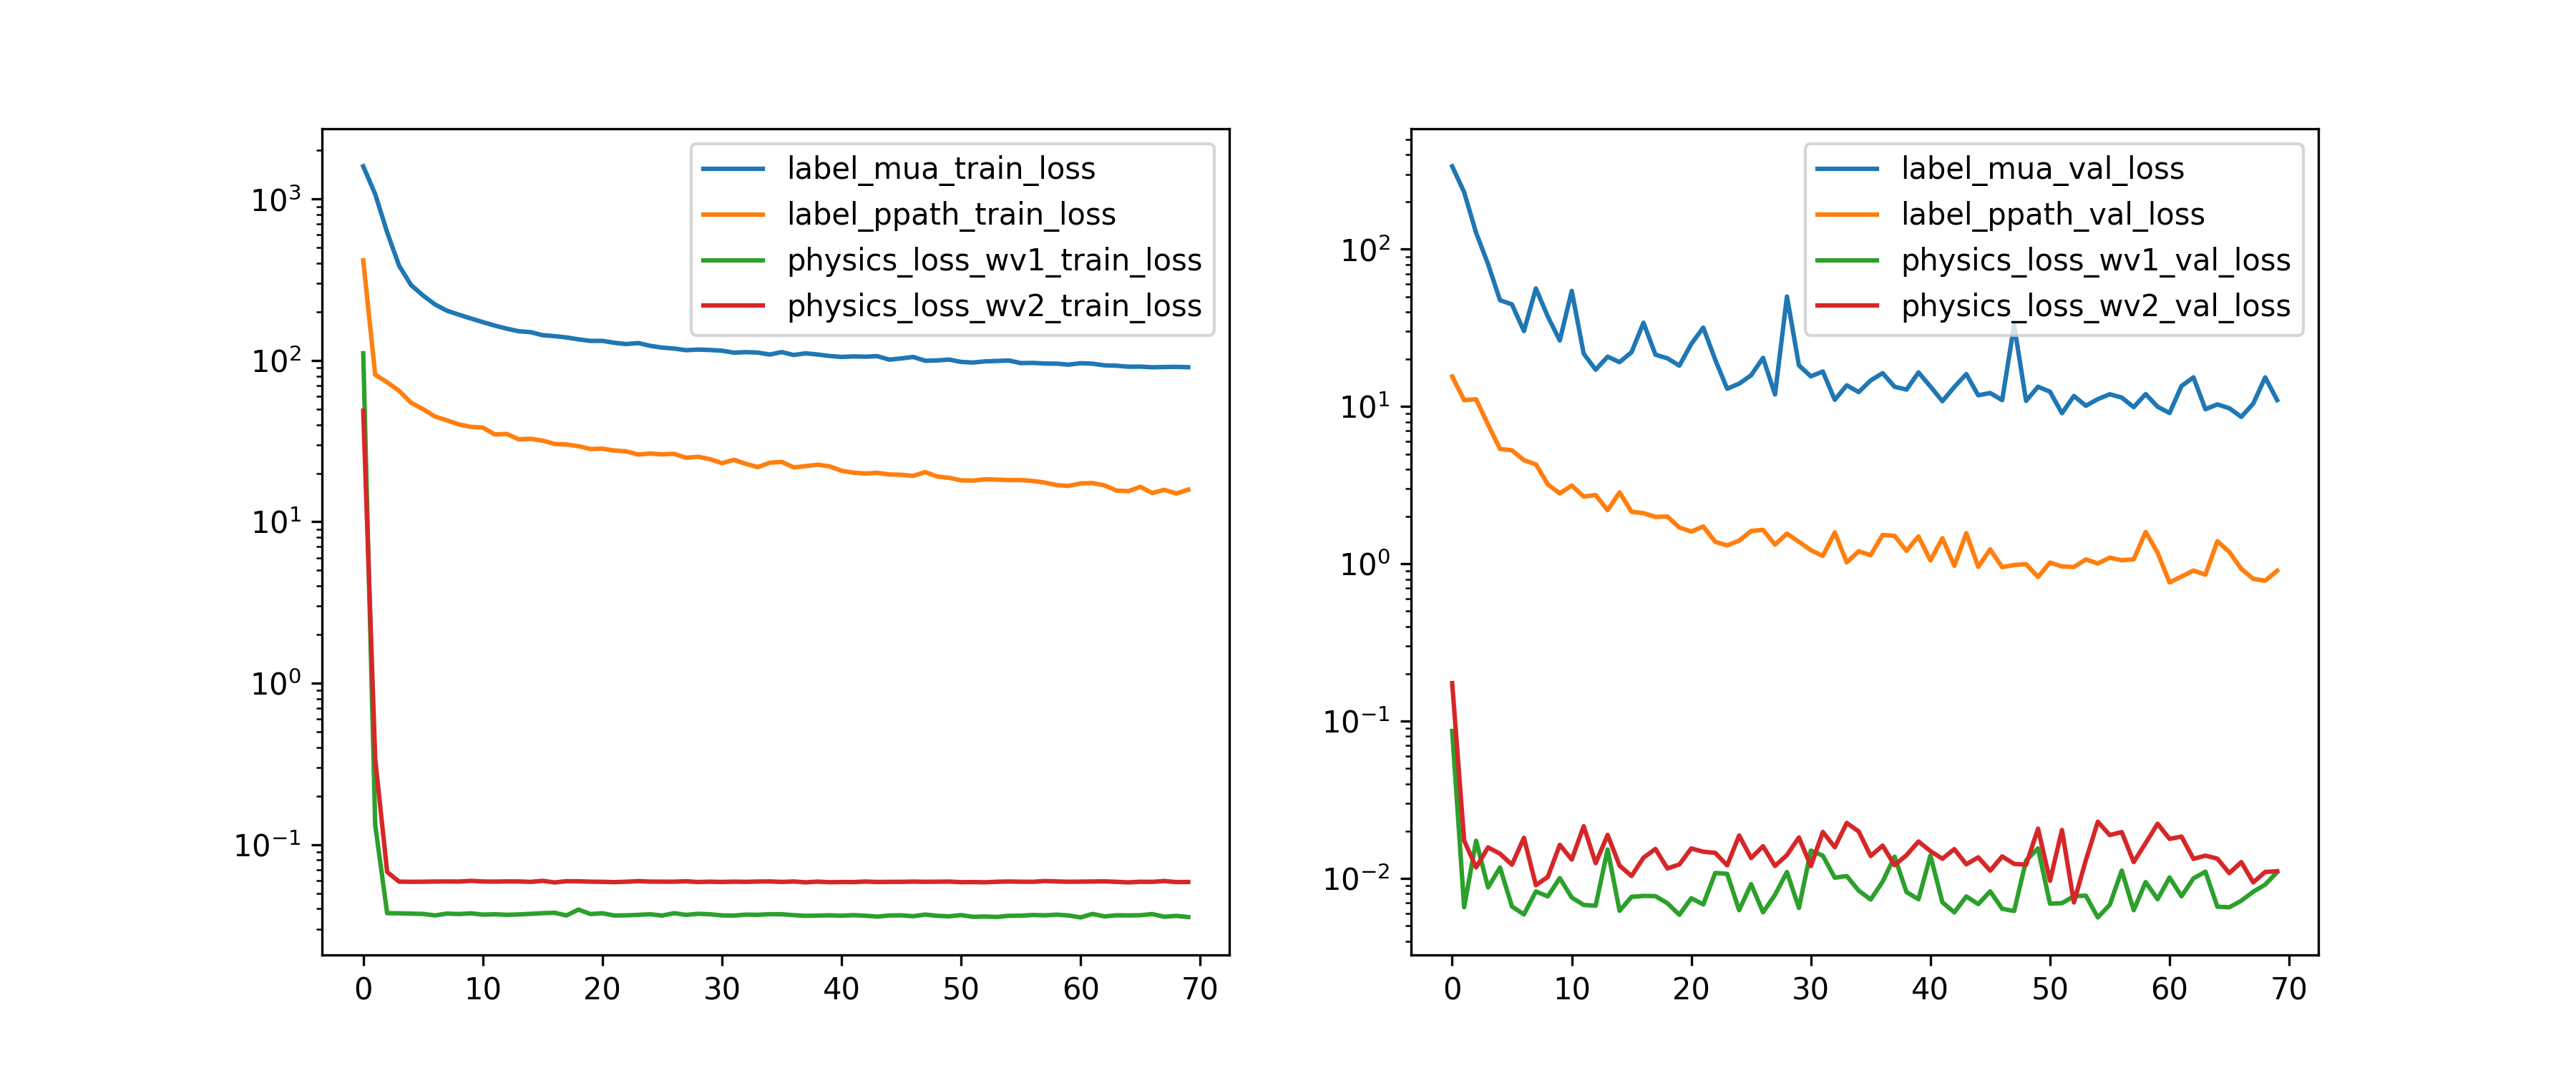 label_mua_train_loss
label_ppath_train_loss
physics_loss_wv1_train_loss
physics_loss_wv2_train_loss
10³
10²
10¹
10⁰
10⁻¹
0 10 20 30 40 50 60 70
label_mua_val_loss
label_ppath_val_loss
physics_loss_wv1_val_loss
physics_loss_wv2_val_loss
10²
10¹
10⁰
10⁻¹
10⁻²
0 10 20 30 40 50 60 70